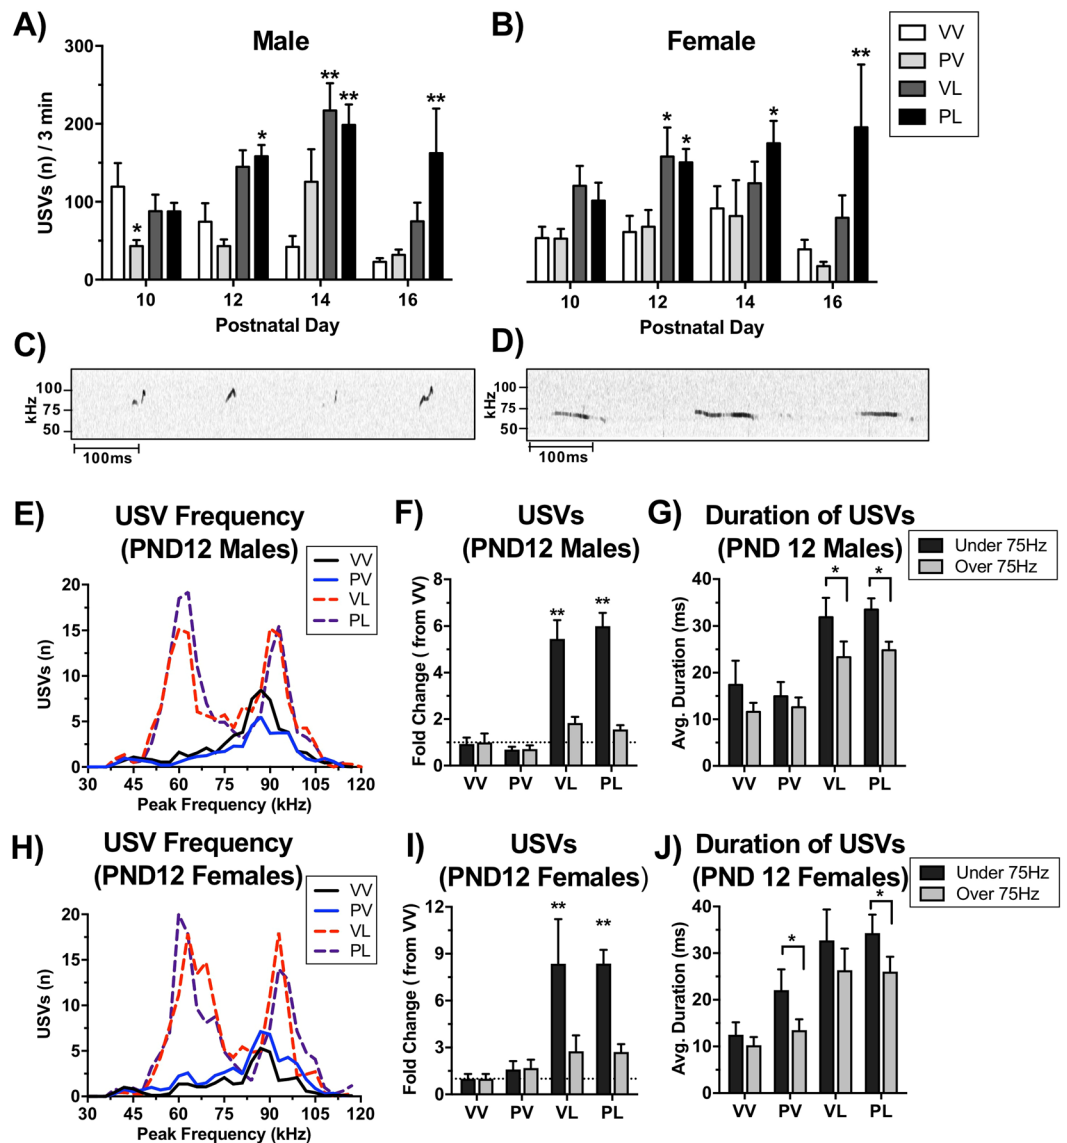 A)
Male
USVs (n) / 3 min
300
200
100
0
*
*
**
**
**
10
12
14
16
Postnatal Day
B)
Female
*
*
*
**
10
12
14
16
Postnatal Day
VV
PV
VL
PL
C)
kHz
100
75
50
100ms
D)
kHz
100
75
50
100ms
E)
USV Frequency
(PND12 Males)
VV
PV
VL
PL
USVs (n)
20
15
10
5
0
30
45
60
75
90
105
120
Peak Frequency (kHz)
F)
USVs
(PND12 Males)
Fold Change ( from VV)
8
6
4
2
0
**
**
VV
PV
VL
PL
G)
Duration of USVs
(PND 12 Males)
Under 75Hz
Over 75Hz
Avg. Duration (ms)
40
30
20
10
0
*
*
VV
PV
VL
PL
H)
USV Frequency
(PND12 Females)
VV
PV
VL
PL
USVs (n)
20
15
10
5
0
30
45
60
75
90
105
120
Peak Frequency (kHz)
I)
USVs
(PND12 Females)
Fold Change ( from VV)
12
9
6
3
0
**
**
VV
PV
VL
PL
J)
Duration of USVs
(PND 12 Females)
Under 75Hz
Over 75Hz
Avg. Duration (ms)
40
30
20
10
0
*
*
VV
PV
VL
PL